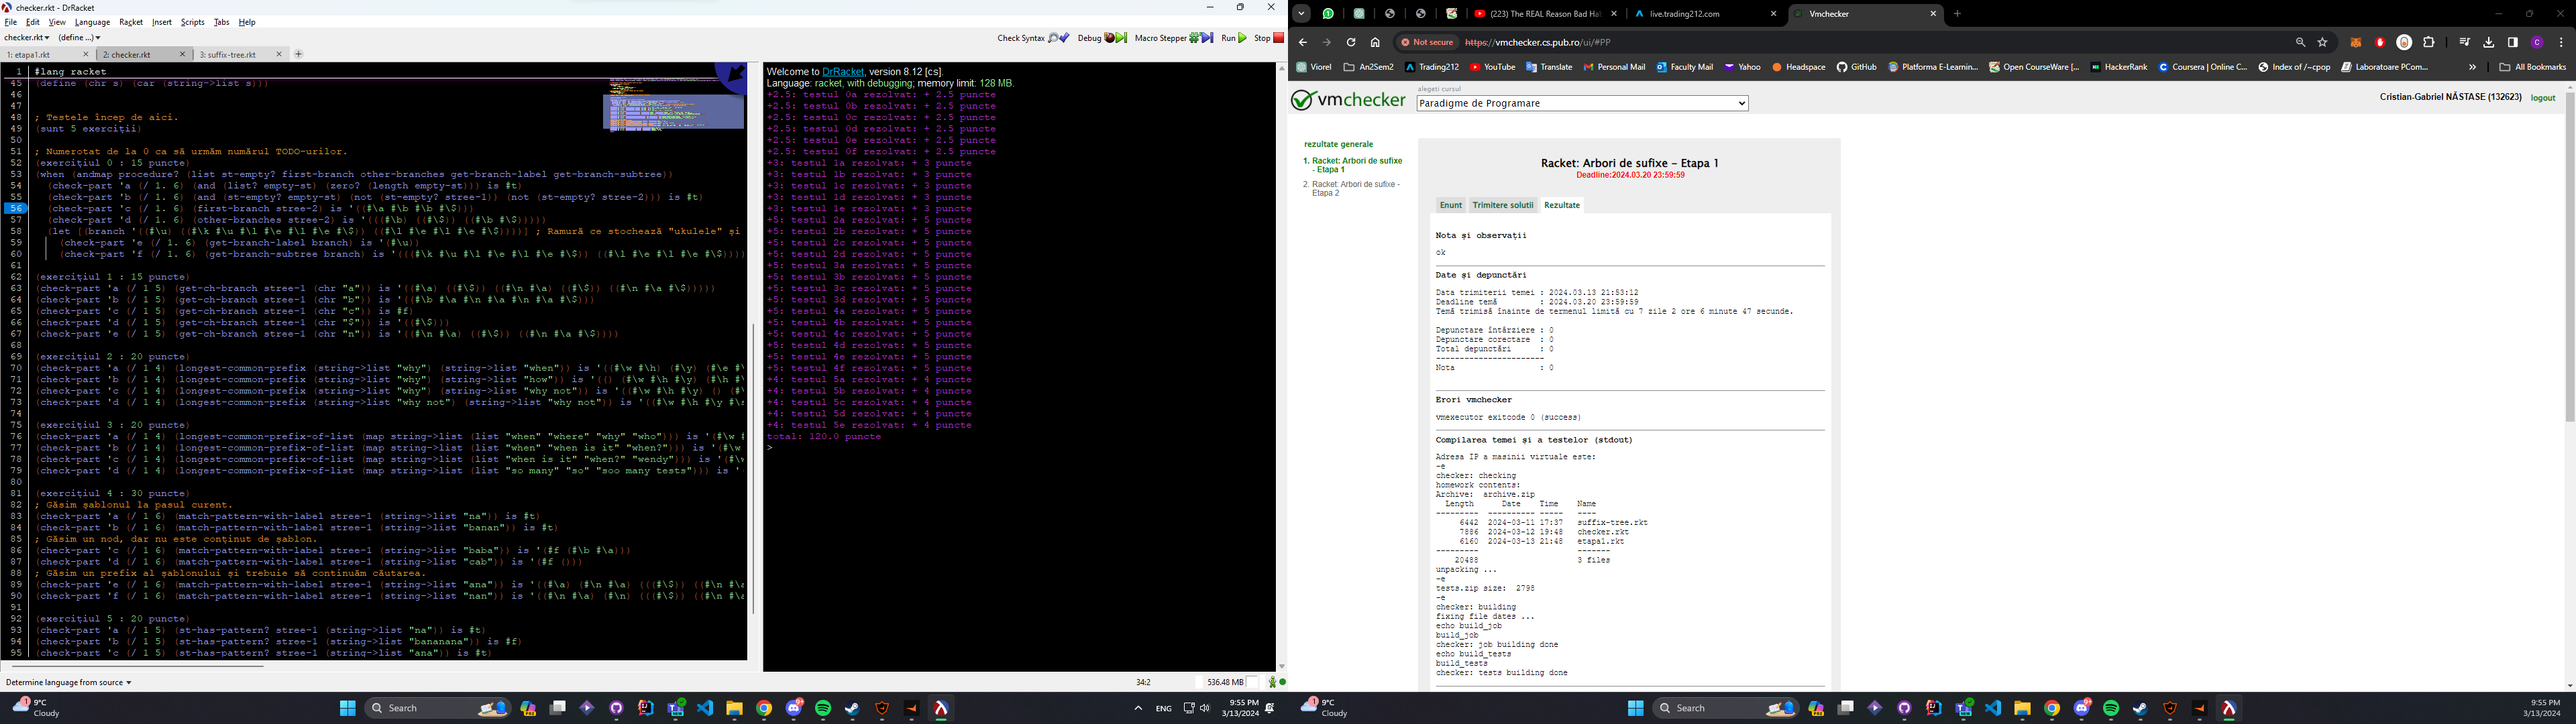 checker.rkt - DrRacket
File Edit View Language Racket Insert Scripts Tabs Help
checker.rkt▾ (define ...)▾
Check Syntax Debug Macro Stepper Run Stop
1: etapa1.rkt
2: checker.rkt
3: suffix-tree.rkt
1 #lang racket
45 (define (chr s) (car (string->list s)))
46
47
48 ; Testele încep de aici.
49 (sunt 5 exerciții)
50
51 ; Numerotat de la 0 ca să urmăm numărul TODO-urilor.
52 (exercițiul 0 : 15 puncte)
53 (when (andmap procedure? (list st-empty? first-branch other-branches get-branch-label get-branch-subtree))
54 (check-part 'a (/ 1. 6) (and (list? empty-st) (zero? (length empty-st))) is #t)
55 (check-part 'b (/ 1. 6) (and (st-empty? empty-st) (not (st-empty? stree-1)) (not (st-empty? stree-2))) is #t)
56 (check-part 'c (/ 1. 6) (first-branch stree-2) is '((#\a #\b #\b #\$)))
57 (check-part 'd (/ 1. 6) (other-branches stree-2) is '(((#\b) ((#\$)) ((#\b #\$)))))
58 (let [(branch '((#\u) ((#\k #\u #\l #\e #\l #\e #\$)) ((#\l #\e #\l #\e #\$))))] ; Ramură ce stochează "ukulele" și
59 (check-part 'e (/ 1. 6) (get-branch-label branch) is '(#\u))
60 (check-part 'f (/ 1. 6) (get-branch-subtree branch) is '(((#\k #\u #\l #\e #\l #\e #\$)) ((#\l #\e #\l #\e #\$))))
61
62 (exercițiul 1 : 15 puncte)
63 (check-part 'a (/ 1 5) (get-ch-branch stree-1 (chr "a")) is '((#\a) ((#\$)) ((#\n #\a) ((#\$)) ((#\n #\a #\$)))))
64 (check-part 'b (/ 1 5) (get-ch-branch stree-1 (chr "b")) is '((#\b #\a #\n #\a #\n #\a #\$)))
65 (check-part 'c (/ 1 5) (get-ch-branch stree-1 (chr "c")) is #f)
66 (check-part 'd (/ 1 5) (get-ch-branch stree-1 (chr "$")) is '((#\$)))
67 (check-part 'e (/ 1 5) (get-ch-branch stree-1 (chr "n")) is '((#\n #\a) ((#\$)) ((#\n #\a #\$))))
68
69 (exercițiul 2 : 20 puncte)
70 (check-part 'a (/ 1 4) (longest-common-prefix (string->list "why") (string->list "when")) is '((#\w #\h) (#\y) (#\e #\
71 (check-part 'b (/ 1 4) (longest-common-prefix (string->list "why") (string->list "how")) is '(() (#\w #\h #\y) (#\h #\
72 (check-part 'c (/ 1 4) (longest-common-prefix (string->list "why") (string->list "why not")) is '((#\w #\h #\y) () (#\
73 (check-part 'd (/ 1 4) (longest-common-prefix (string->list "why not") (string->list "why not")) is '((#\w #\h #\y #\
74
75 (exercițiul 3 : 20 puncte)
76 (check-part 'a (/ 1 4) (longest-common-prefix-of-list (map string->list (list "when" "where" "why" "who"))) is '(#\w #
77 (check-part 'b (/ 1 4) (longest-common-prefix-of-list (map string->list (list "when" "when is it" "when?"))) is '(#\w
78 (check-part 'c (/ 1 4) (longest-common-prefix-of-list (map string->list (list "when is it" "when?" "wendy"))) is '(#\w
79 (check-part 'd (/ 1 4) (longest-common-prefix-of-list (map string->list (list "so many" "so" "soo many tests"))) is '(
80
81 (exercițiul 4 : 30 puncte)
82 ; Găsim șablonul la pasul curent.
83 (check-part 'a (/ 1 6) (match-pattern-with-label stree-1 (string->list "na")) is #t)
84 (check-part 'b (/ 1 6) (match-pattern-with-label stree-1 (string->list "banan")) is #t)
85 ; Găsim un nod, dar nu este conținut de șablon.
86 (check-part 'c (/ 1 6) (match-pattern-with-label stree-1 (string->list "baba")) is '(#f (#\b #\a)))
87 (check-part 'd (/ 1 6) (match-pattern-with-label stree-1 (string->list "cab")) is '(#f ()))
88 ; Găsim un prefix al șablonului și trebuie să continuăm căutarea.
89 (check-part 'e (/ 1 6) (match-pattern-with-label stree-1 (string->list "ana")) is '((#\a) (#\n #\a) (((#\$)) ((#\n #\a
90 (check-part 'f (/ 1 6) (match-pattern-with-label stree-1 (string->list "nan")) is '((#\n #\a) (#\n) (((#\$)) ((#\n #\a
91
92 (exercițiul 5 : 20 puncte)
93 (check-part 'a (/ 1 5) (st-has-pattern? stree-1 (string->list "na")) is #t)
94 (check-part 'b (/ 1 5) (st-has-pattern? stree-1 (string->list "bananana")) is #f)
95 (check-part 'c (/ 1 5) (st-has-pattern? stree-1 (string->list "ana")) is #t)
Welcome to DrRacket, version 8.12 [cs].
Language: racket, with debugging; memory limit: 128 MB.
+2.5: testul 0a rezolvat: + 2.5 puncte
+2.5: testul 0b rezolvat: + 2.5 puncte
+2.5: testul 0c rezolvat: + 2.5 puncte
+2.5: testul 0d rezolvat: + 2.5 puncte
+2.5: testul 0e rezolvat: + 2.5 puncte
+2.5: testul 0f rezolvat: + 2.5 puncte
+3: testul 1a rezolvat: + 3 puncte
+3: testul 1b rezolvat: + 3 puncte
+3: testul 1c rezolvat: + 3 puncte
+3: testul 1d rezolvat: + 3 puncte
+3: testul 1e rezolvat: + 3 puncte
+5: testul 2a rezolvat: + 5 puncte
+5: testul 2b rezolvat: + 5 puncte
+5: testul 2c rezolvat: + 5 puncte
+5: testul 2d rezolvat: + 5 puncte
+5: testul 3a rezolvat: + 5 puncte
+5: testul 3b rezolvat: + 5 puncte
+5: testul 3c rezolvat: + 5 puncte
+5: testul 3d rezolvat: + 5 puncte
+5: testul 4a rezolvat: + 5 puncte
+5: testul 4b rezolvat: + 5 puncte
+5: testul 4c rezolvat: + 5 puncte
+5: testul 4d rezolvat: + 5 puncte
+5: testul 4e rezolvat: + 5 puncte
+5: testul 4f rezolvat: + 5 puncte
+4: testul 5a rezolvat: + 4 puncte
+4: testul 5b rezolvat: + 4 puncte
+4: testul 5c rezolvat: + 4 puncte
+4: testul 5d rezolvat: + 4 puncte
+4: testul 5e rezolvat: + 4 puncte
total: 120.0 puncte
>
Determine language from source ▾
34:2
536.48 MB
9°C
Cloudy
Search
ENG
9:55 PM
3/13/2024
(223) The REAL Reason Bad Ha
live.trading212.com
Vmchecker
Not secure https://vmchecker.cs.pub.ro/ui/#PP
Viorel An2Sem2 Trading212 YouTube Translate Personal Mail Faculty Mail Yahoo Headspace GitHub Platforma E-Learnin... Open CourseWare [... HackerRank Coursera | Online C... Index of /~cpop Laboratoare PCom... » All Bookmarks
vmchecker
alegeti cursul
Paradigme de Programare
Cristian-Gabriel NĂSTASE (132623) logout
rezultate generale
1. Racket: Arbori de sufixe
- Etapa 1
2. Racket: Arbori de sufixe -
Etapa 2
Racket: Arbori de sufixe - Etapa 1
Deadline:2024.03.20 23:59:59
Enunt Trimitere solutii Rezultate
Nota și observații
ok
Date și depunctări
Data trimiterii temei : 2024.03.13 21:53:12
Deadline temă : 2024.03.20 23:59:59
Temă trimisă înainte de termenul limită cu 7 zile 2 ore 6 minute 47 secunde.
Depunctare întârziere : 0
Depunctare corectare : 0
Total depunctări : 0
------------------------
Nota : 0
Erori vmchecker
vmexecutor exitcode 0 (success)
Compilarea temei și a testelor (stdout)
Adresa IP a masinii virtuale este:
-e
checker: checking
homework contents:
Archive: archive.zip
Length Date Time Name
--------- ---------- ----- ----
6442 2024-03-11 17:37 suffix-tree.rkt
7886 2024-03-12 19:48 checker.rkt
6160 2024-03-13 21:48 etapa1.rkt
--------- -------
20488 3 files
unpacking ...
-e
tests.zip size: 2798
-e
checker: building
fixing file dates ...
echo build_job
build_job
checker: job building done
echo build_tests
build_tests
checker: tests building done
9°C
Cloudy
Search
9:55 PM
3/13/2024